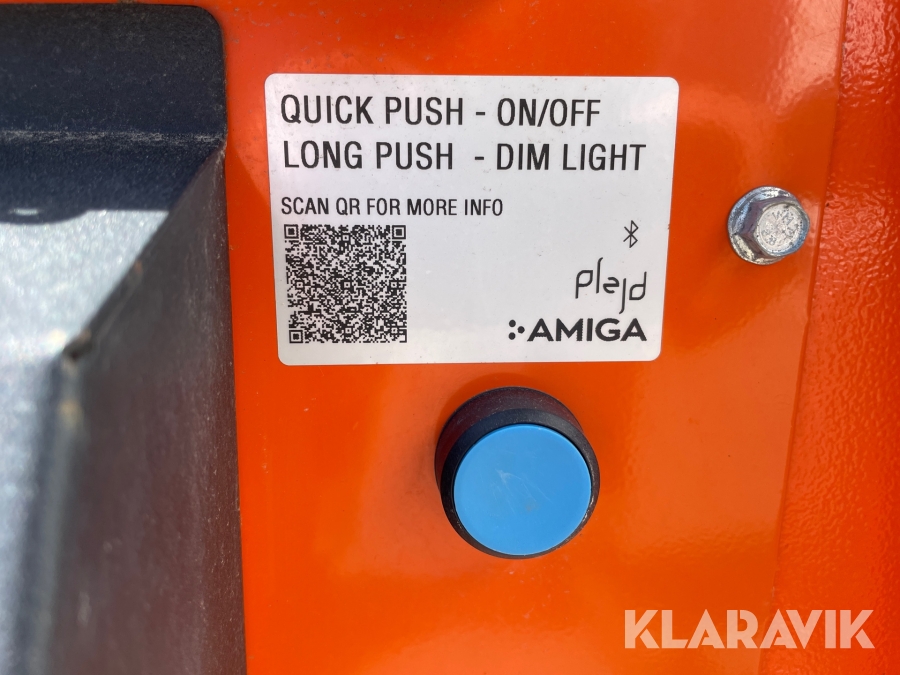 QUICK PUSH - ON/OFF
LONG PUSH - DIM LIGHT
SCAN QR FOR MORE INFO
plejd
AMIGA
KLARAVIK